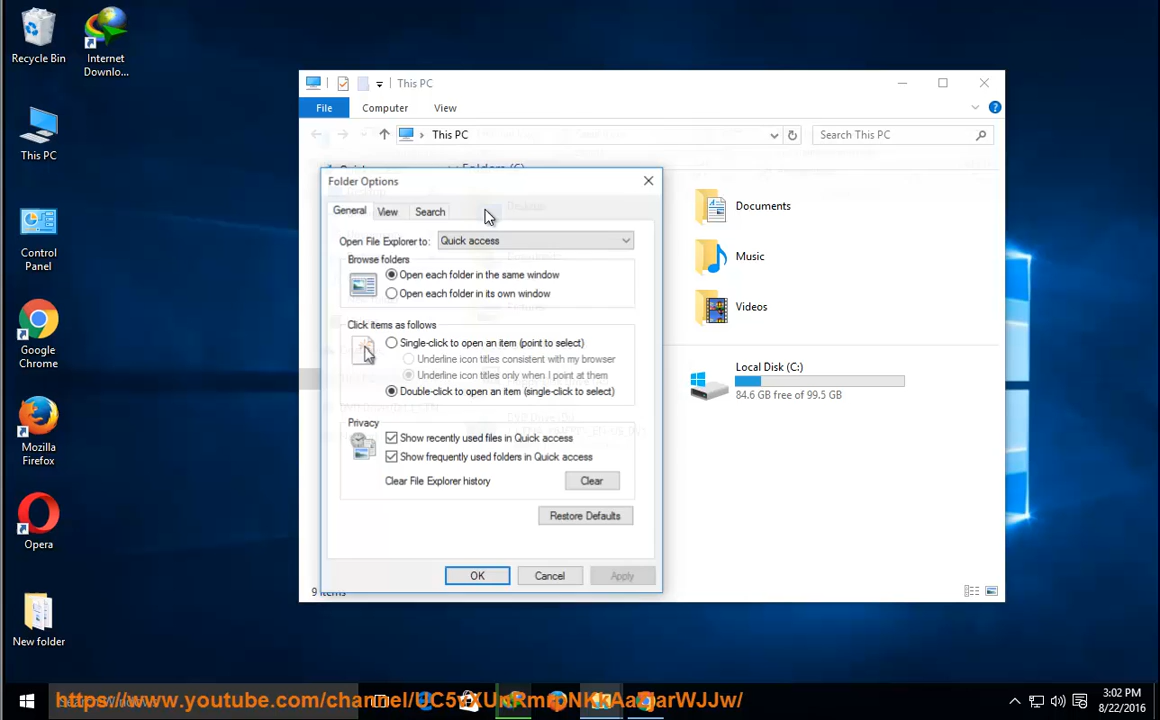 Recycle Bin
Internet
Downlo...
This PC
Control
Panel
Google
Chrome
Mozilla
Firefox
Opera
New folder
This PC
File
Computer
View
This PC
Search This PC
Folder Options
General
View
Search
Open File Explorer to:
Quick access
Browse folders
Open each folder in the same window
Open each folder in its own window
Click items as follows
Single-click to open an item (point to select)
Underline icon titles consistent with my browser
Underline icon titles only when I point at them
Double-click to open an item (single-click to select)
Privacy
Show recently used files in Quick access
Show frequently used folders in Quick access
Clear File Explorer history
Clear
Restore Defaults
OK
Cancel
Apply
Documents
Music
Videos
Local Disk (C:)
84.6 GB free of 99.5 GB
9 items
3:02 PM
8/22/2016